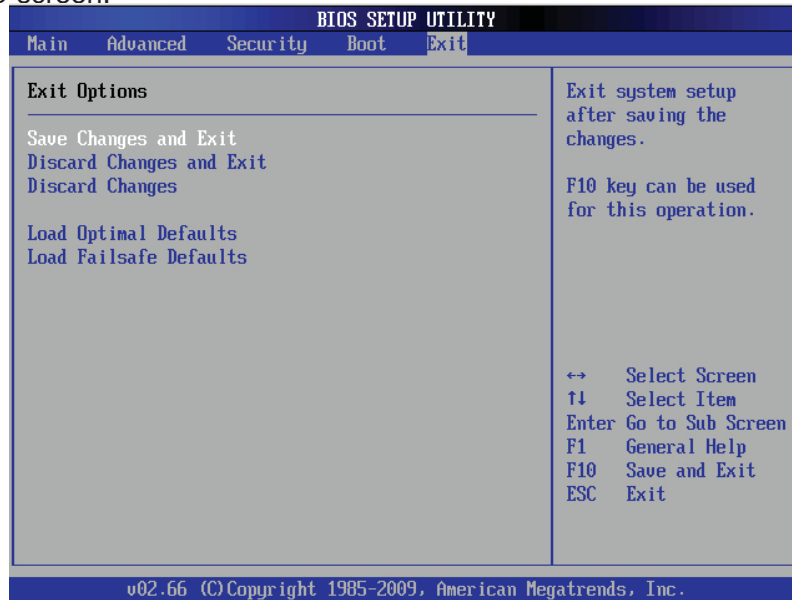 screen.
BIOS SETUP UTILITY
Main Advanced Security Boot Exit
Exit Options
Save Changes and Exit
Discard Changes and Exit
Discard Changes
Load Optimal Defaults
Load Failsafe Defaults
Exit system setup
after saving the
changes.
F10 key can be used
for this operation.
↔ Select Screen
↑↓ Select Item
Enter Go to Sub Screen
F1 General Help
F10 Save and Exit
ESC Exit
v02.66 (C)Copyright 1985-2009, American Megatrends, Inc.